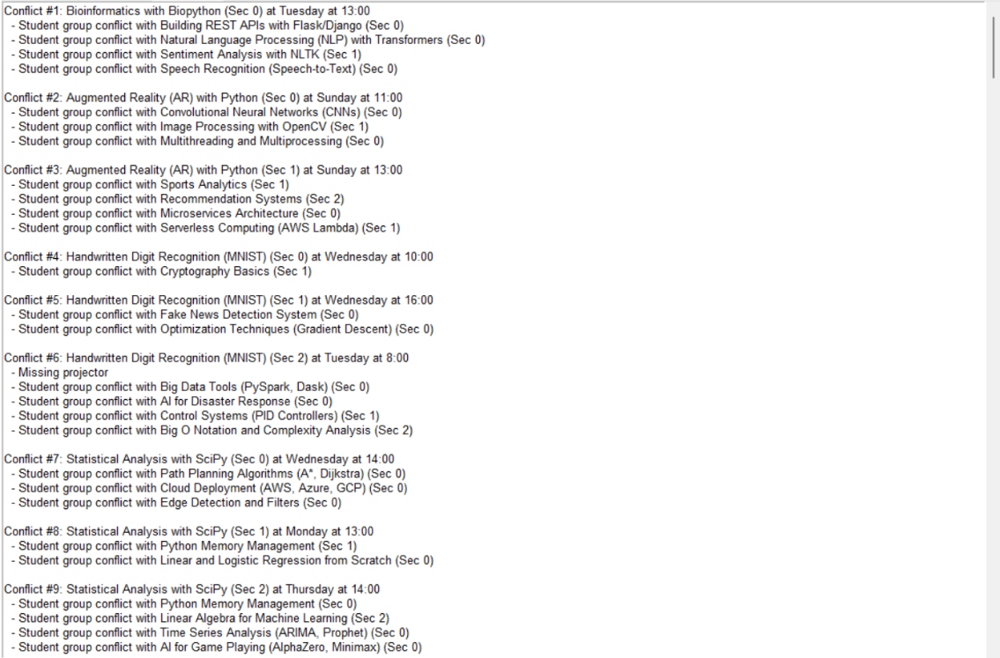 Conflict #1: Bioinformatics with Biopython (Sec 0) at Tuesday at 13:00
- Student group conflict with Building REST APIs with Flask/Django (Sec 0)
- Student group conflict with Natural Language Processing (NLP) with Transformers (Sec 0)
- Student group conflict with Sentiment Analysis with NLTK (Sec 1)
- Student group conflict with Speech Recognition (Speech-to-Text) (Sec 0)
Conflict #2: Augmented Reality (AR) with Python (Sec 0) at Sunday at 11:00
- Student group conflict with Convolutional Neural Networks (CNNs) (Sec 0)
- Student group conflict with Image Processing with OpenCV (Sec 1)
- Student group conflict with Multithreading and Multiprocessing (Sec 0)
Conflict #3: Augmented Reality (AR) with Python (Sec 1) at Sunday at 13:00
- Student group conflict with Sports Analytics (Sec 1)
- Student group conflict with Recommendation Systems (Sec 2)
- Student group conflict with Microservices Architecture (Sec 0)
- Student group conflict with Serverless Computing (AWS Lambda) (Sec 1)
Conflict #4: Handwritten Digit Recognition (MNIST) (Sec 0) at Wednesday at 10:00
- Student group conflict with Cryptography Basics (Sec 1)
Conflict #5: Handwritten Digit Recognition (MNIST) (Sec 1) at Wednesday at 16:00
- Student group conflict with Fake News Detection System (Sec 0)
- Student group conflict with Optimization Techniques (Gradient Descent) (Sec 0)
Conflict #6: Handwritten Digit Recognition (MNIST) (Sec 2) at Tuesday at 8:00
- Missing projector
- Student group conflict with Big Data Tools (PySpark, Dask) (Sec 0)
- Student group conflict with AI for Disaster Response (Sec 0)
- Student group conflict with Control Systems (PID Controllers) (Sec 1)
- Student group conflict with Big O Notation and Complexity Analysis (Sec 2)
Conflict #7: Statistical Analysis with SciPy (Sec 0) at Wednesday at 14:00
- Student group conflict with Path Planning Algorithms (A*, Dijkstra) (Sec 0)
- Student group conflict with Cloud Deployment (AWS, Azure, GCP) (Sec 0)
- Student group conflict with Edge Detection and Filters (Sec 0)
Conflict #8: Statistical Analysis with SciPy (Sec 1) at Monday at 13:00
- Student group conflict with Python Memory Management (Sec 1)
- Student group conflict with Linear and Logistic Regression from Scratch (Sec 0)
Conflict #9: Statistical Analysis with SciPy (Sec 2) at Thursday at 14:00
- Student group conflict with Python Memory Management (Sec 0)
- Student group conflict with Linear Algebra for Machine Learning (Sec 2)
- Student group conflict with Time Series Analysis (ARIMA, Prophet) (Sec 0)
- Student group conflict with AI for Game Playing (AlphaZero, Minimax) (Sec 0)